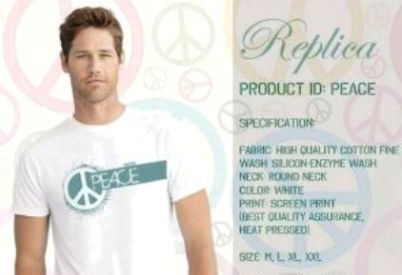 Replica
PRODUCT ID: PEACE
SPECIFICATION:
FABRIC: HIGH QUALITY COTTON FINE
WASH: SILICON-ENZYME WASH
NECK: ROUND NECK
COLOR: WHITE
PRINT: SCREEN PRINT
(BEST QUALITY ASSURANCE,
HEAT PRESSED)
SIZE: M, L, XL, XXL
PEACE